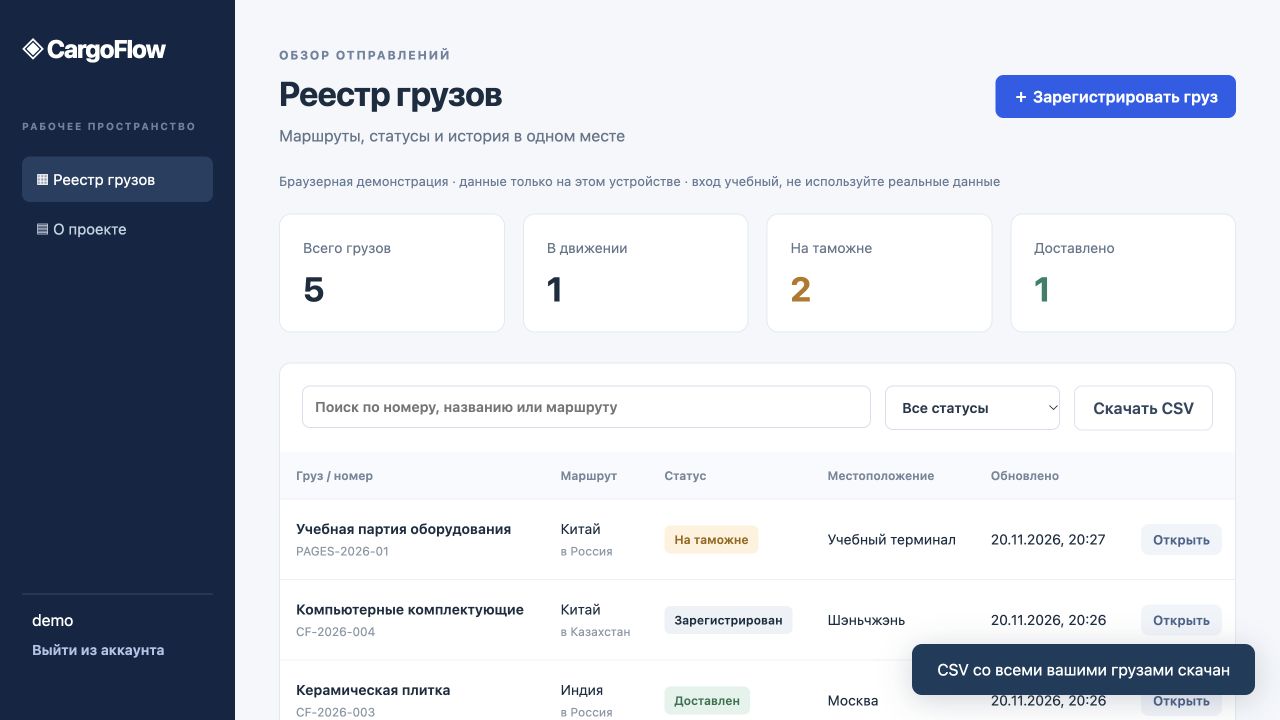 CargoFlow
РАБОЧЕЕ ПРОСТРАНСТВО
Реестр грузов
О проекте
demo
Выйти из аккаунта
ОБЗОР ОТПРАВЛЕНИЙ
Реестр грузов
Маршруты, статусы и история в одном месте
+ Зарегистрировать груз
Браузерная демонстрация · данные только на этом устройстве · вход учебный, не используйте реальные данные
Всего грузов
5
В движении
1
На таможне
2
Доставлено
1
Поиск по номеру, названию или маршруту
Все статусы
Скачать CSV
Груз / номер Маршрут Статус Местоположение Обновлено
Учебная партия оборудования
PAGES-2026-01
Китай
в Россия
На таможне
Учебный терминал
20.11.2026, 20:27
Открыть
Компьютерные комплектующие
CF-2026-004
Китай
в Казахстан
Зарегистрирован
Шэньчжэнь
20.11.2026, 20:26
Открыть
Керамическая плитка
CF-2026-003
Индия
в Россия
Доставлен
Москва
20.11.2026, 20:26
Открыть
CSV со всеми вашими грузами скачан